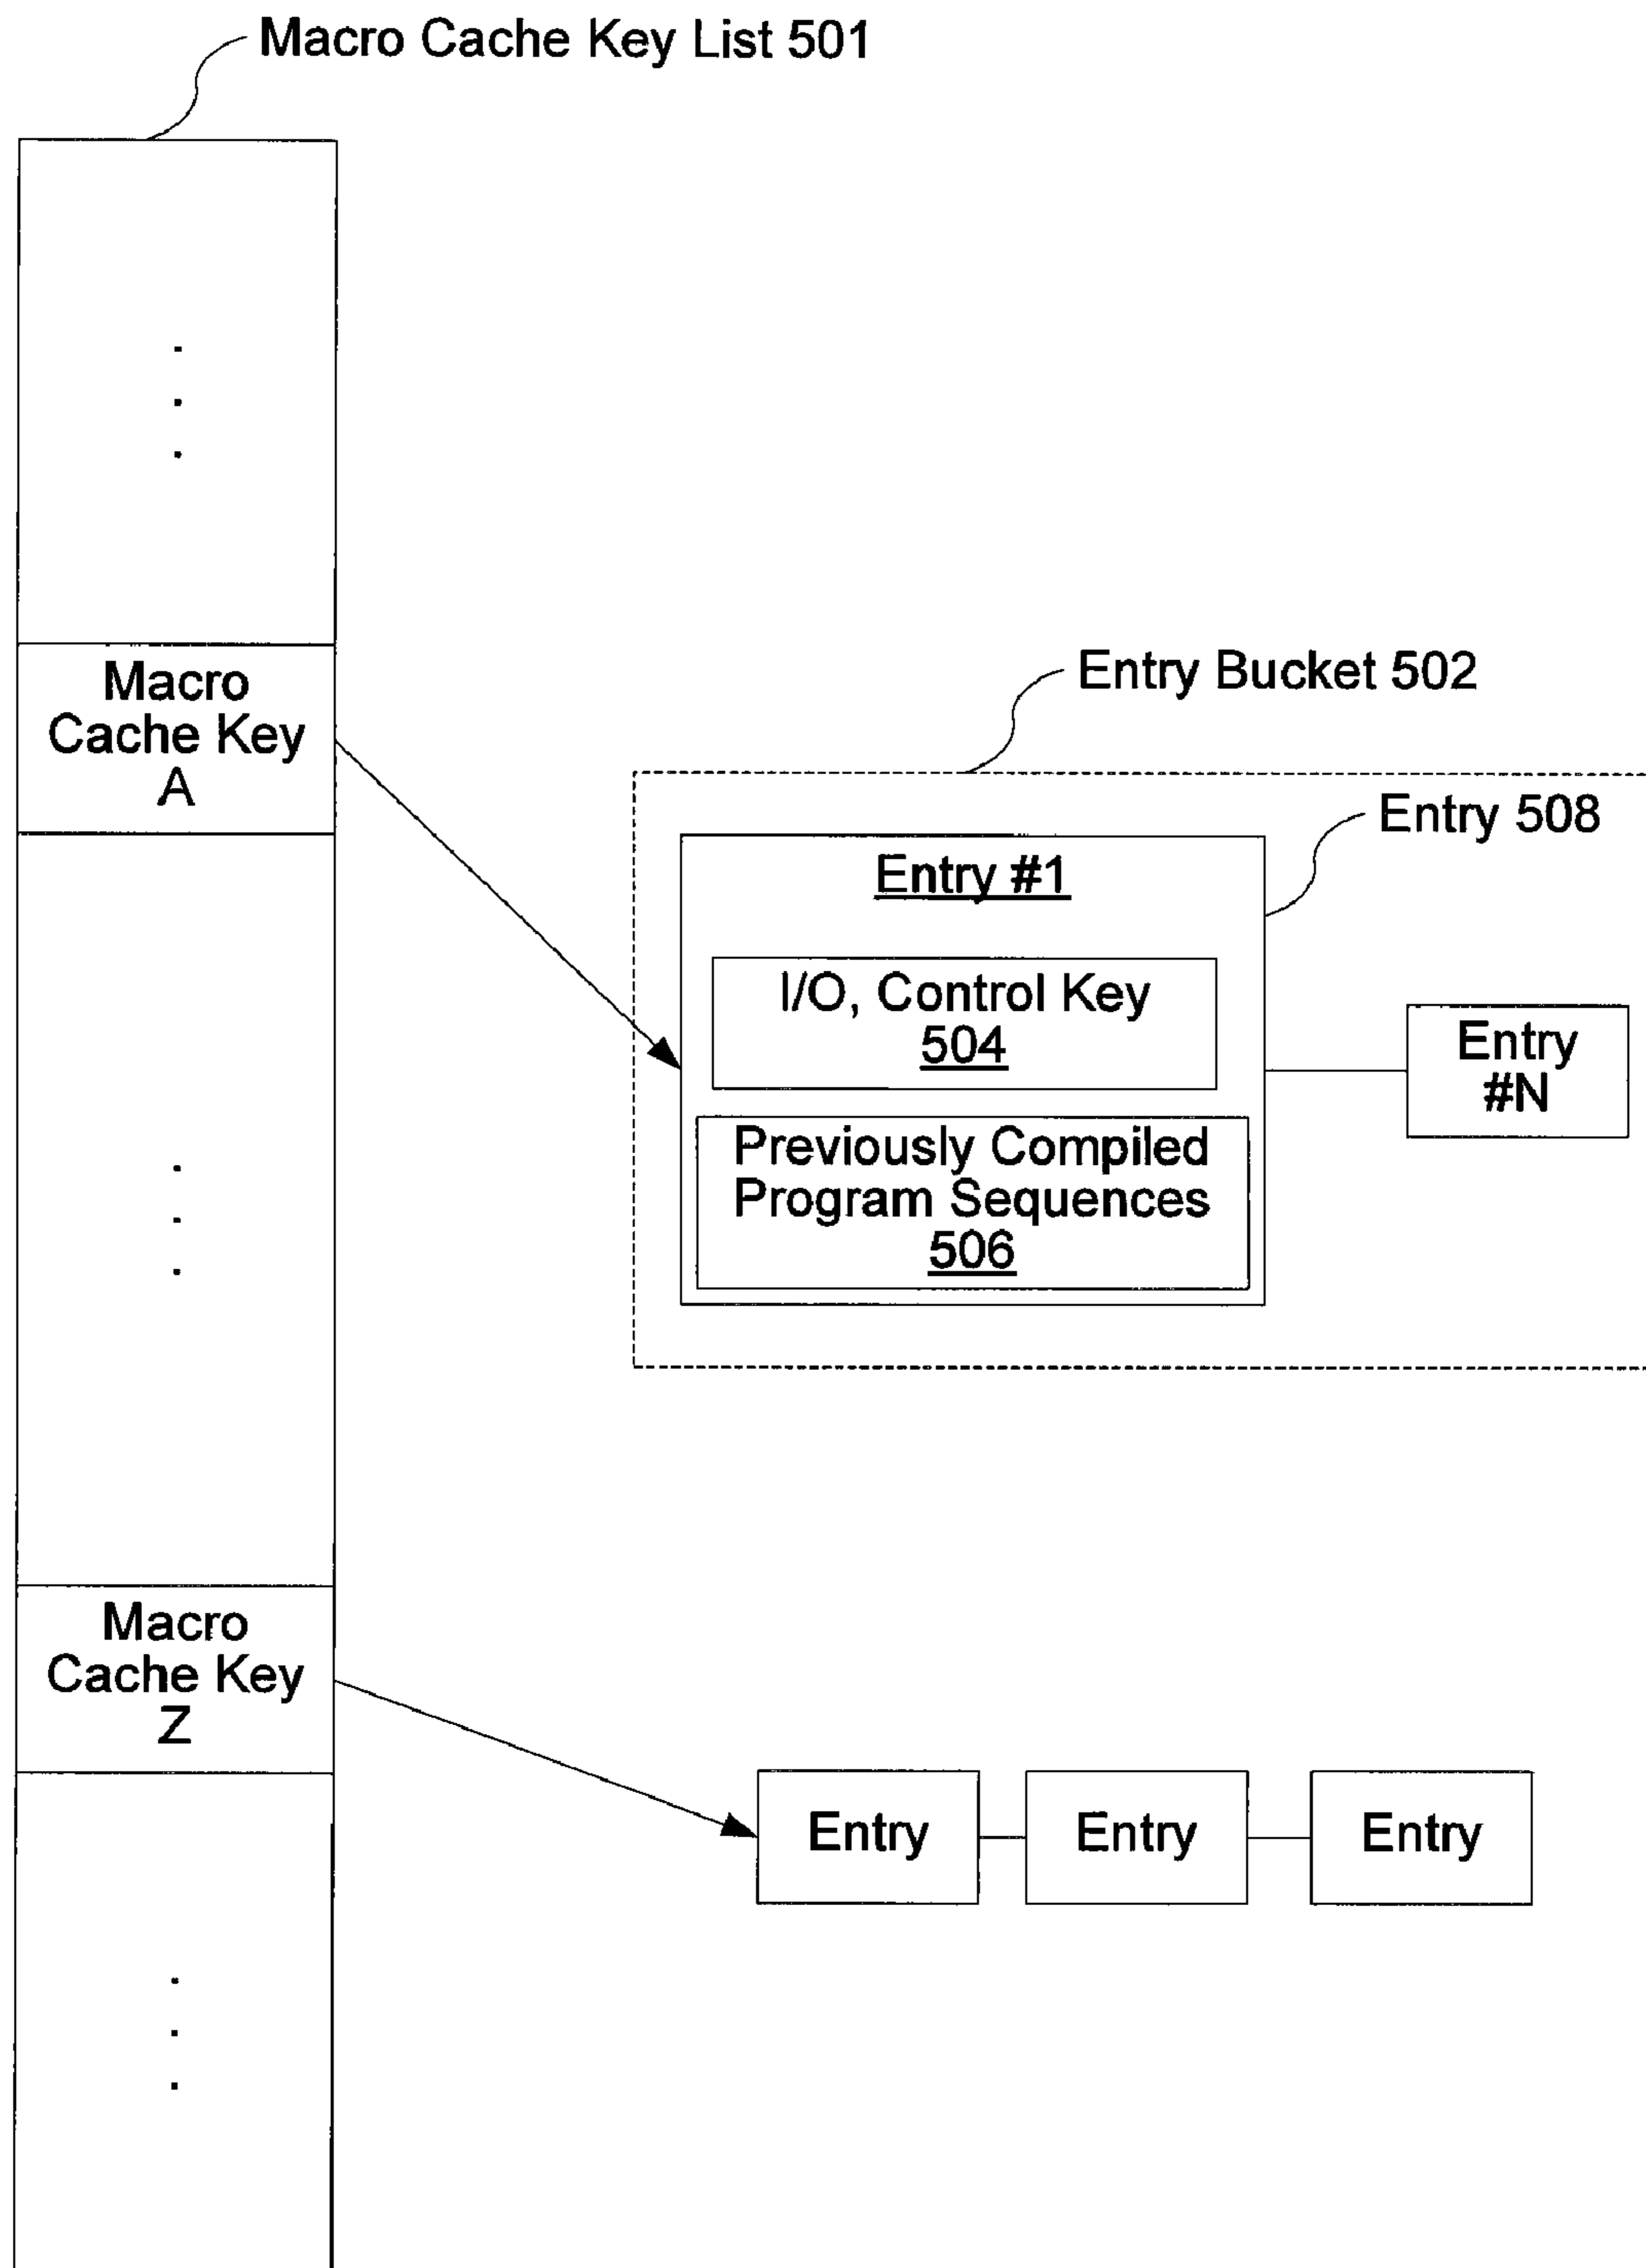 Macro Cache Key List 501
Macro
Cache Key
A
Entry Bucket 502
Entry 508
Entry #1
I/O, Control Key
504
Previously Compiled
Program Sequences
506
Entry
#N
Macro
Cache Key
Z
Entry
Entry
Entry